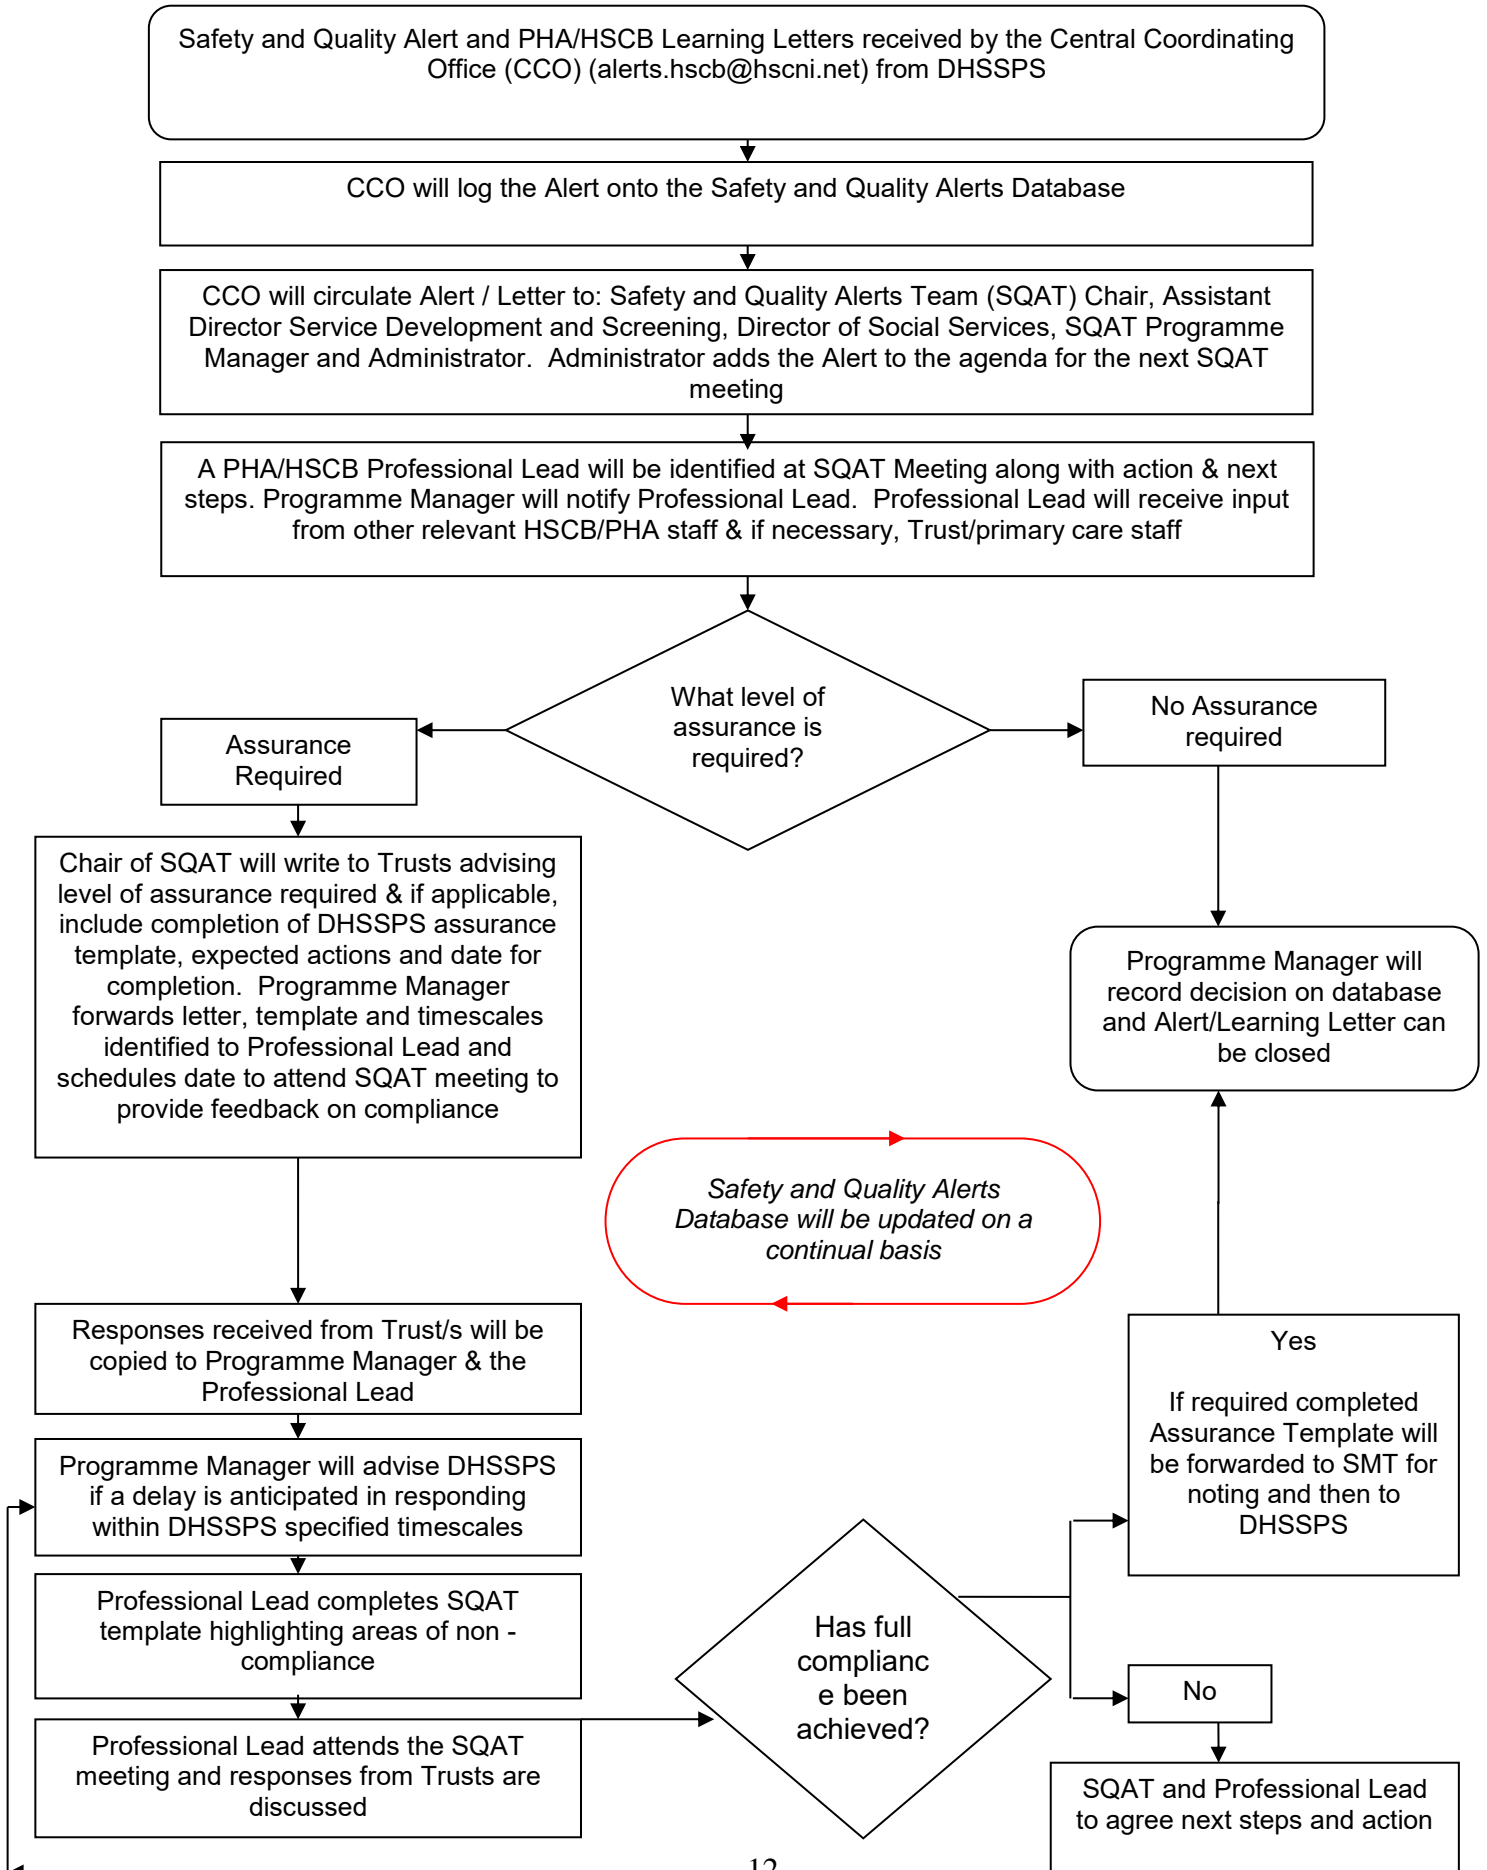 Safety and Quality Alert and PHA/HSCB Learning Letters received by the Central Coordinating
Office (CCO) (alerts.hscb@hscni.net) from DHSSPS
CCO will log the Alert onto the Safety and Quality Alerts Database
CCO will circulate Alert / Letter to: Safety and Quality Alerts Team (SQAT) Chair, Assistant
Director Service Development and Screening, Director of Social Services, SQAT Programme
Manager and Administrator.  Administrator adds the Alert to the agenda for the next SQAT
meeting
A PHA/HSCB Professional Lead will be identified at SQAT Meeting along with action & next
steps. Programme Manager will notify Professional Lead.  Professional Lead will receive input
from other relevant HSCB/PHA staff & if necessary, Trust/primary care staff
What level of
assurance is
required?
No Assurance
required
Assurance
Required
Chair of SQAT will write to Trusts advising
level of assurance required & if applicable,
include completion of DHSSPS assurance
template, expected actions and date for
completion.  Programme Manager
forwards letter, template and timescales
identified to Professional Lead and
schedules date to attend SQAT meeting to
provide feedback on compliance
Programme Manager will
record decision on database
and Alert/Learning Letter can
be closed
Safety and Quality Alerts
Database will be updated on a
continual basis
Responses received from Trust/s will be
copied to Programme Manager & the
Professional Lead
Programme Manager will advise DHSSPS
if a delay is anticipated in responding
within DHSSPS specified timescales
Professional Lead completes SQAT
template highlighting areas of non -
compliance
Professional Lead attends the SQAT
meeting and responses from Trusts are
discussed
Has full
complianc
e been
achieved?
Yes
If required completed
Assurance Template will
be forwarded to SMT for
noting and then to
DHSSPS
No
SQAT and Professional Lead
to agree next steps and action
12